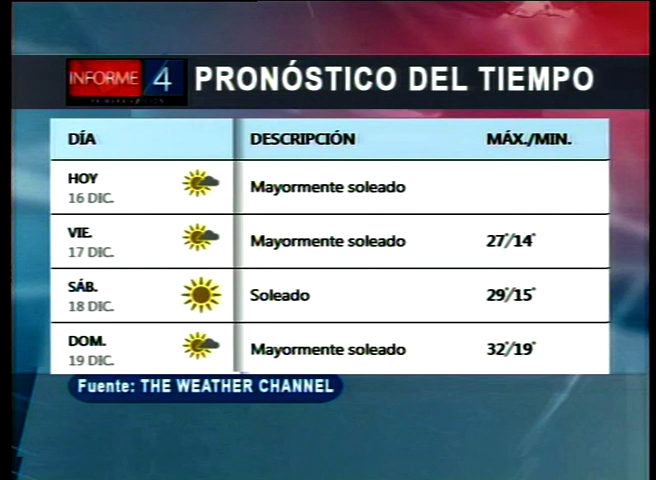 INFORME 4
PRIMERA EDICIÓN
PRONÓSTICO DEL TIEMPO
DÍA DESCRIPCIÓN MÁX./MIN.
HOY
16 DIC.
Mayormente soleado
VIE.
17 DIC.
Mayormente soleado 27°/14°
SÁB.
18 DIC.
Soleado 29°/15°
DOM.
19 DIC.
Mayormente soleado 32°/19°
Fuente: THE WEATHER CHANNEL